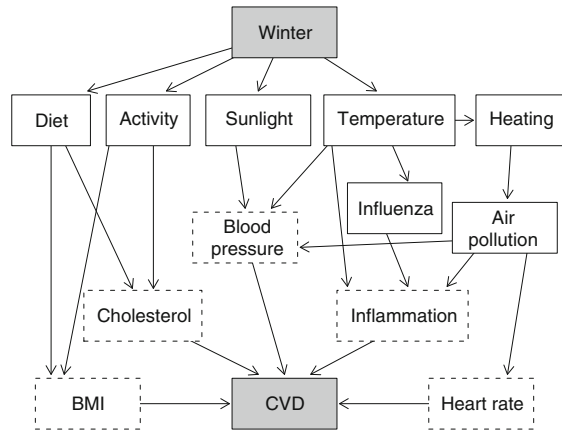 Winter
Diet
Activity
Sunlight
Temperature
Heating
Influenza
Air
pollution
Blood
pressure
Cholesterol
Inflammation
BMI
CVD
Heart rate